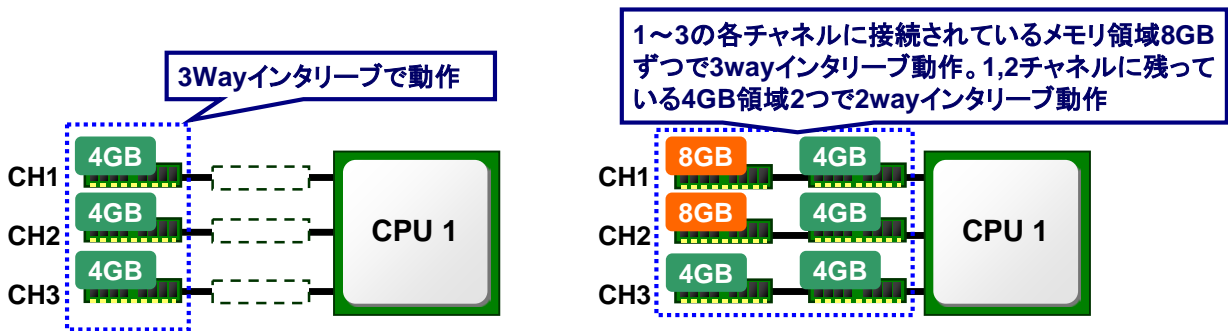 3Wayインタリーブで動作
CH1
4GB
CH2
4GB
CH3
4GB
CPU 1
1～3の各チャネルに接続されているメモリ領域8GB
ずつで3wayインタリーブ動作。1,2チャネルに残って
いる4GB領域2つで2wayインタリーブ動作
CH1
8GB
4GB
CH2
8GB
4GB
CH3
4GB
4GB
CPU 1